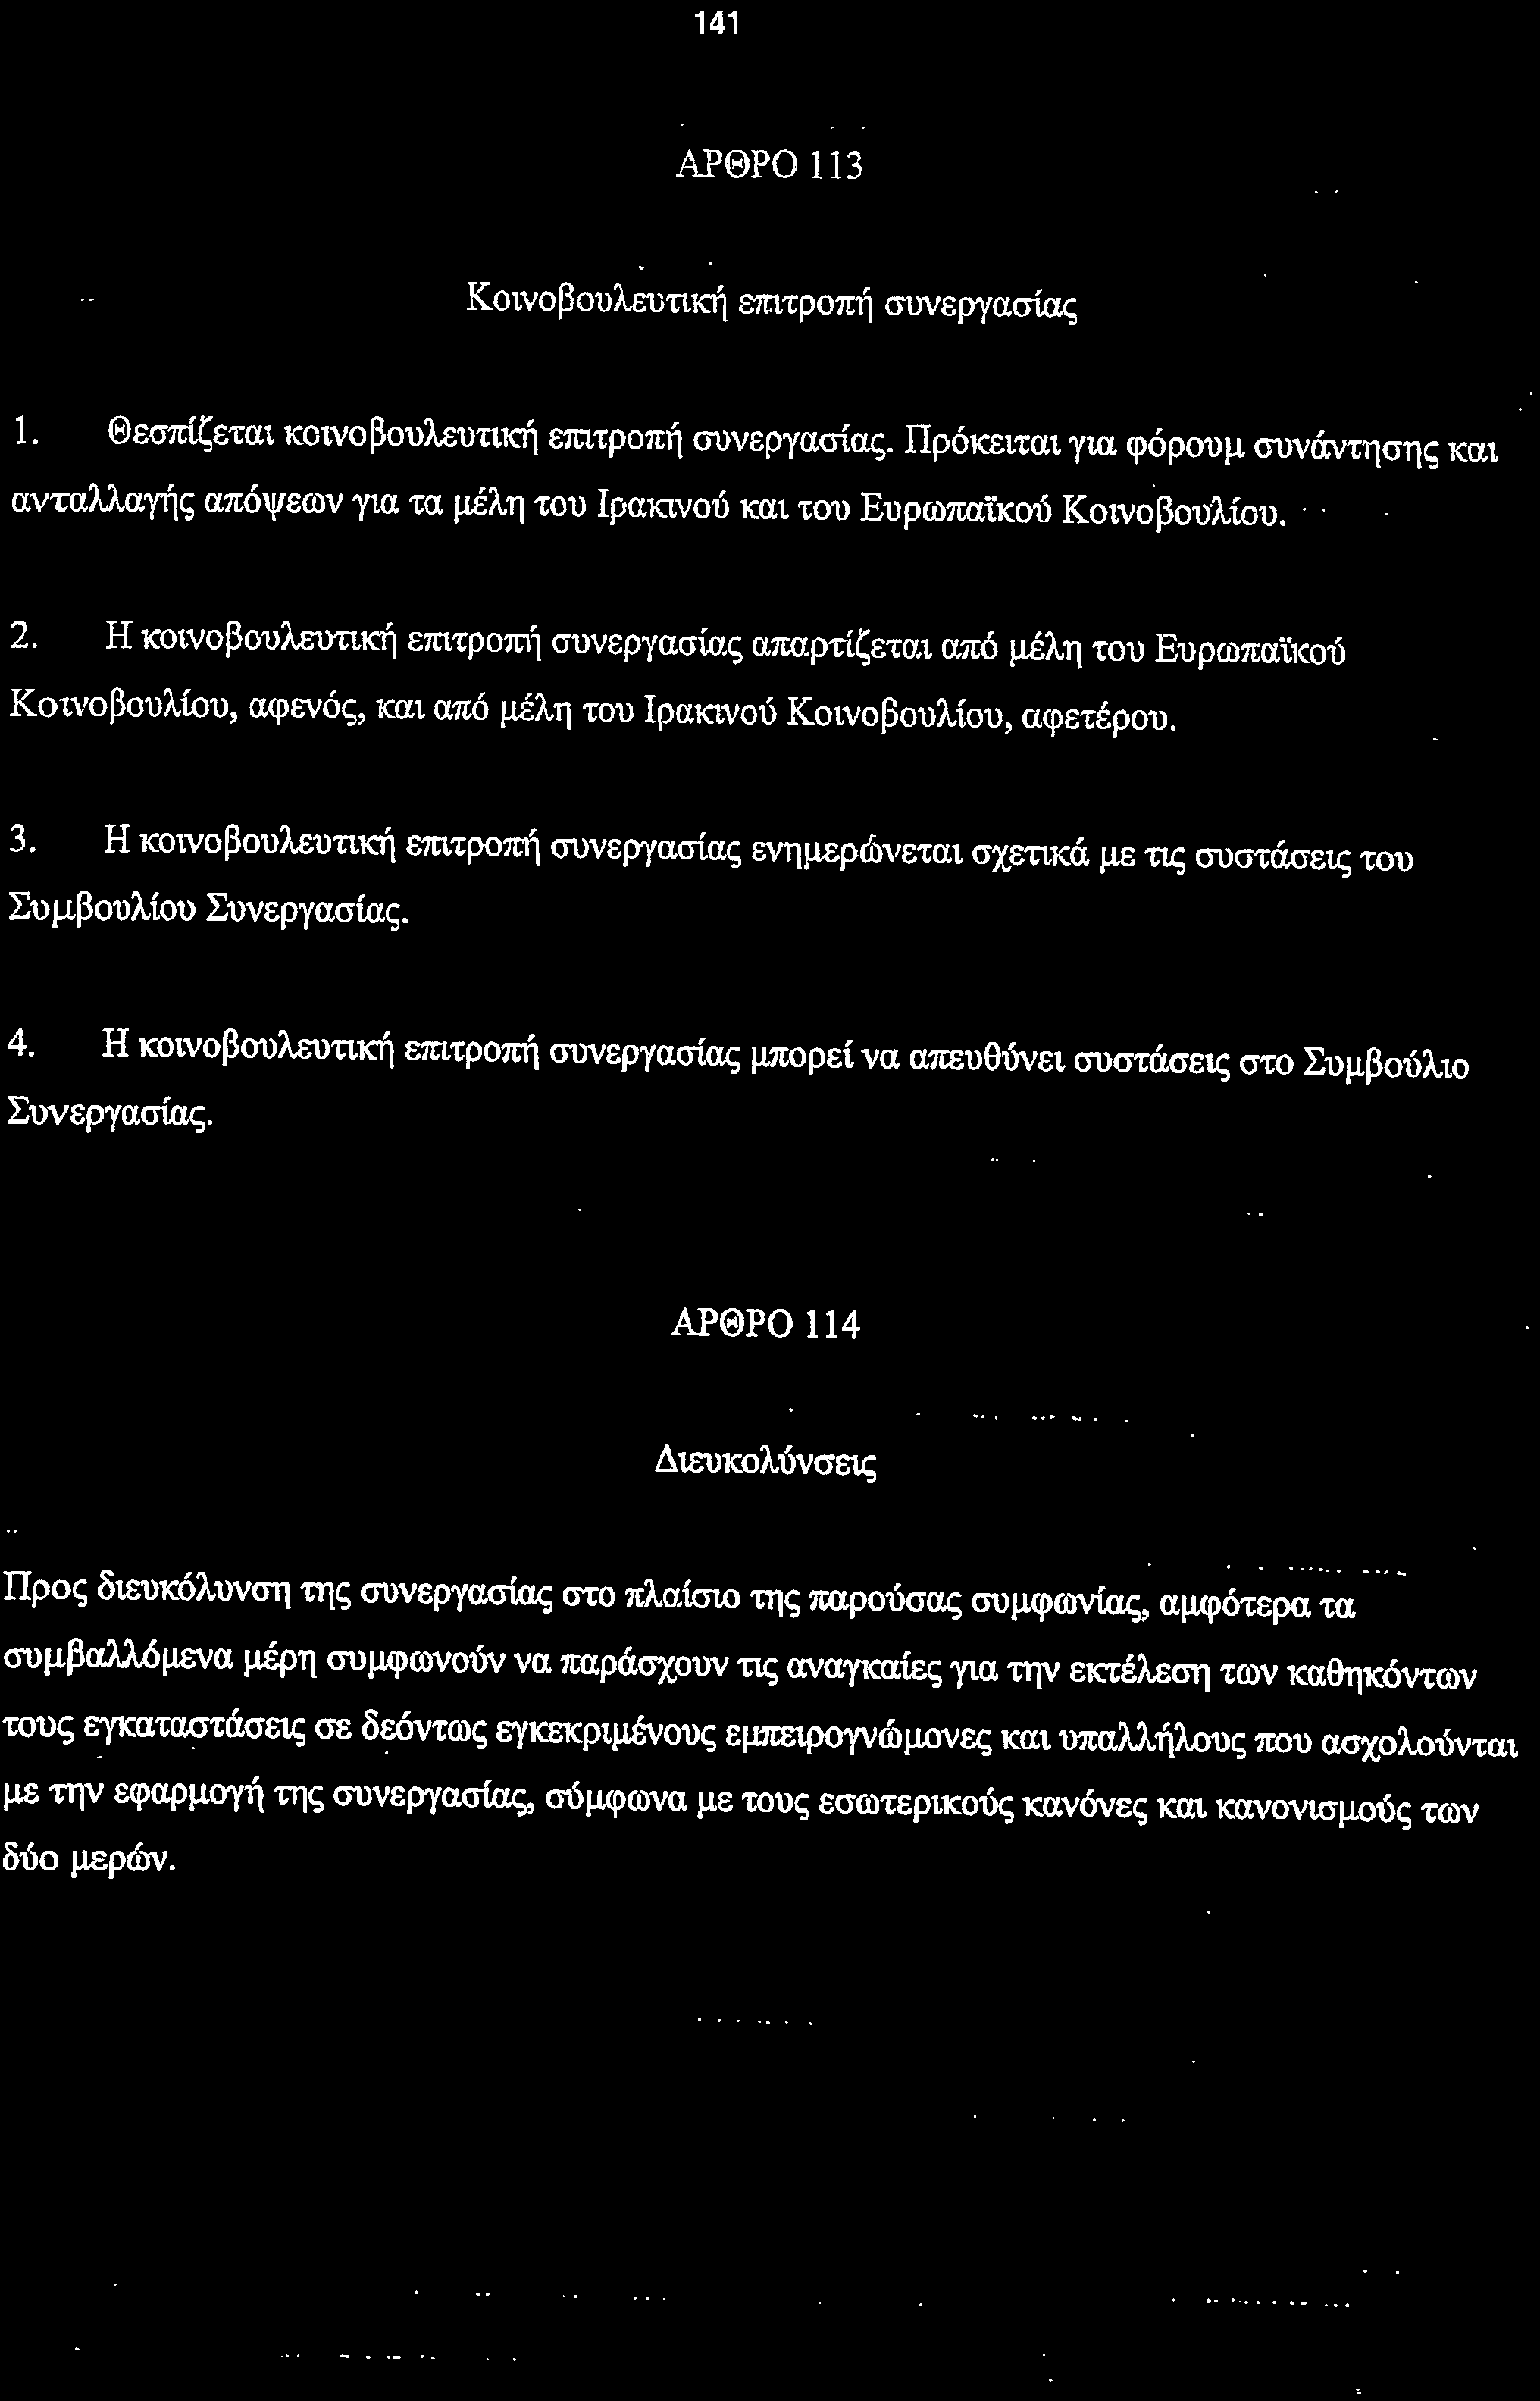 141
ΑΡΘΡΟ 113
Κοινοβουλευτική επιτροπή συνεργασίας
1. Θεσπίζεται κοινοβουλευτική επιτροπή συνεργασίας. Πρόκειται για φόρουμ συνάντησης και
ανταλλαγής απόψεων για τα μέλη του Ιρακινού και του Ευρωπαϊκού Κοινοβουλίου.
2. Η κοινοβουλευτική επιτροπή συνεργασίας απαρτίζεται από μέλη του Ευρωπαϊκού
Κοινοβουλίου, αφενός, και από μέλη του Ιρακινού Κοινοβουλίου, αφετέρου.
3. Η κοινοβουλευτική επιτροπή συνεργασίας ενημερώνεται σχετικά με τις συστάσεις του
Συμβουλίου Συνεργασίας.
4. Η κοινοβουλευτική επιτροπή συνεργασίας μπορεί να απευθύνει συστάσεις στο Συμβούλιο
Συνεργασίας.
ΑΡΘΡΟ 114
Διευκολύνσεις
Προς διευκόλυνση της συνεργασίας στο πλαίσιο της παρούσας συμφωνίας, αμφότερα τα
συμβαλλόμενα μέρη συμφωνούν να παράσχουν τις αναγκαίες για την εκτέλεση των καθηκόντων
τους εγκαταστάσεις σε δεόντως εγκεκριμένους εμπειρογνώμονες και υπαλλήλους που ασχολούνται
με την εφαρμογή της συνεργασίας, σύμφωνα με τους εσωτερικούς κανόνες και κανονισμούς των
δύο μερών.